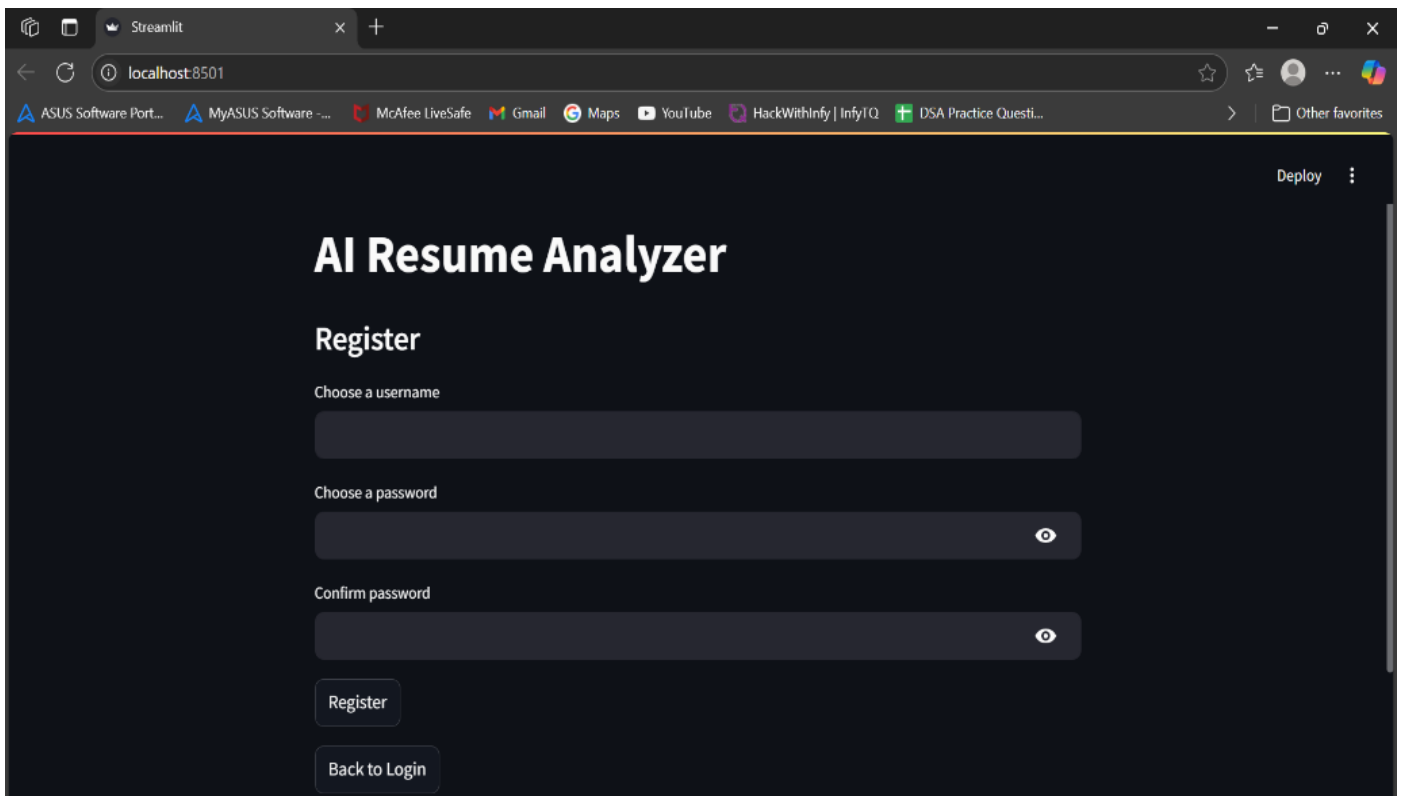 Streamlit
localhost:8501
ASUS Software Port... MyASUS Software -... McAfee LiveSafe Gmail Maps YouTube HackWithInfy | InfyTQ DSA Practice Questi... Other favorites
Deploy
AI Resume Analyzer
Register
Choose a username
Choose a password
Confirm password
Register
Back to Login